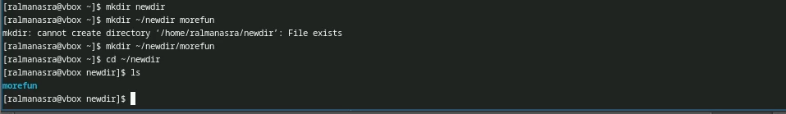 [ralmanasra@vbox ~]$ mkdir newdir
[ralmanasra@vbox ~]$ mkdir ~/newdir morefun
mkdir: cannot create directory '/home/ralmanasra/newdir’: File exists
[ralmanasra@vbox ~]$ mkdir ~/newdir/morefun
[ralmanasra@vbox ~]$ cd ~/newdir
[ralmanasra@vbox newdir]$ ls
morefun
[ralmanasra@vbox newdir]$